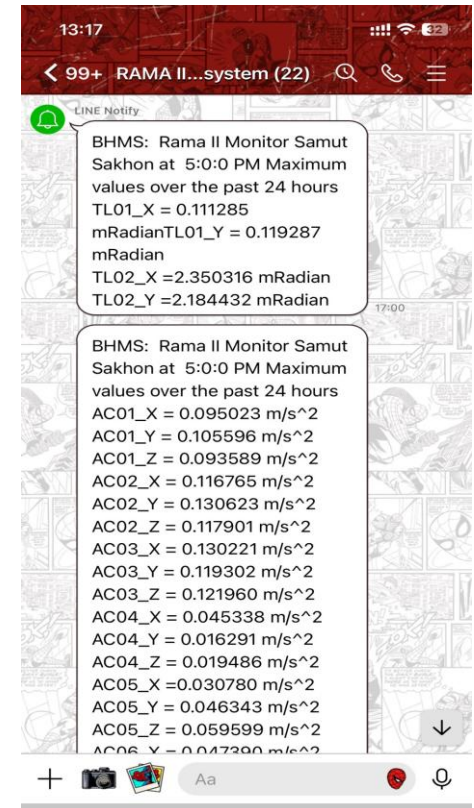 13:17
32
99+ RAMA II...system (22)
LINE Notify
BHMS: Rama II Monitor Samut
Sakhon at 5:0:0 PM Maximum
values over the past 24 hours
TL01_X = 0.111285
mRadianTL01_Y = 0.119287
mRadian
TL02_X =2.350316 mRadian
TL02_Y =2.184432 mRadian
17:00
BHMS: Rama II Monitor Samut
Sakhon at 5:0:0 PM Maximum
values over the past 24 hours
AC01_X = 0.095023 m/s^2
AC01_Y = 0.105596 m/s^2
AC01_Z = 0.093589 m/s^2
AC02_X = 0.116765 m/s^2
AC02_Y = 0.130623 m/s^2
AC02_Z = 0.117901 m/s^2
AC03_X = 0.130221 m/s^2
AC03_Y = 0.119302 m/s^2
AC03_Z = 0.121960 m/s^2
AC04_X = 0.045338 m/s^2
AC04_Y = 0.016291 m/s^2
AC04_Z = 0.019486 m/s^2
AC05_X =0.030780 m/s^2
AC05_Y = 0.046343 m/s^2
AC05_Z = 0.059599 m/s^2
AC06_X = 0.047390 m/s^2
Aa